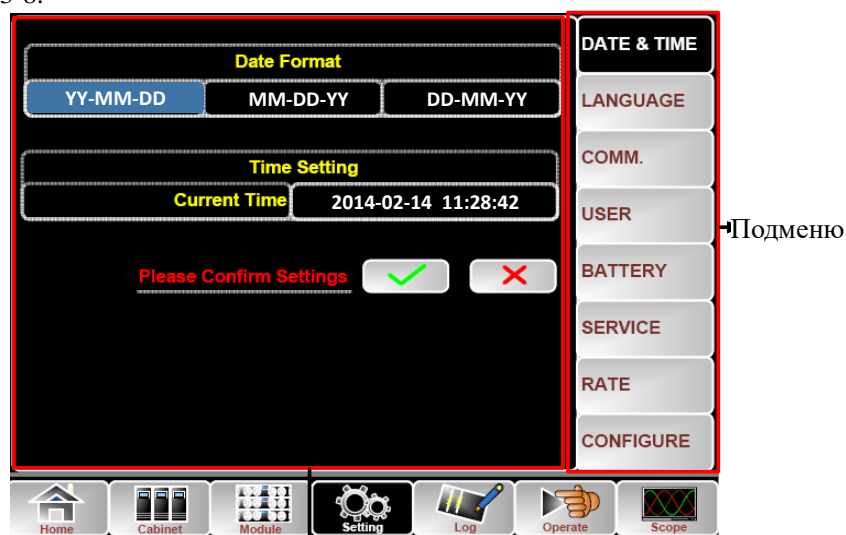 Date Format
YY-MM-DD MM-DD-YY DD-MM-YY
Time Setting
Current Time 2014-02-14 11:28:42
Please Confirm Settings
DATE & TIME
LANGUAGE
COMM.
USER
BATTERY
SERVICE
RATE
CONFIGURE
Подменю
Home Cabinet Module Setting Log Operate Scope